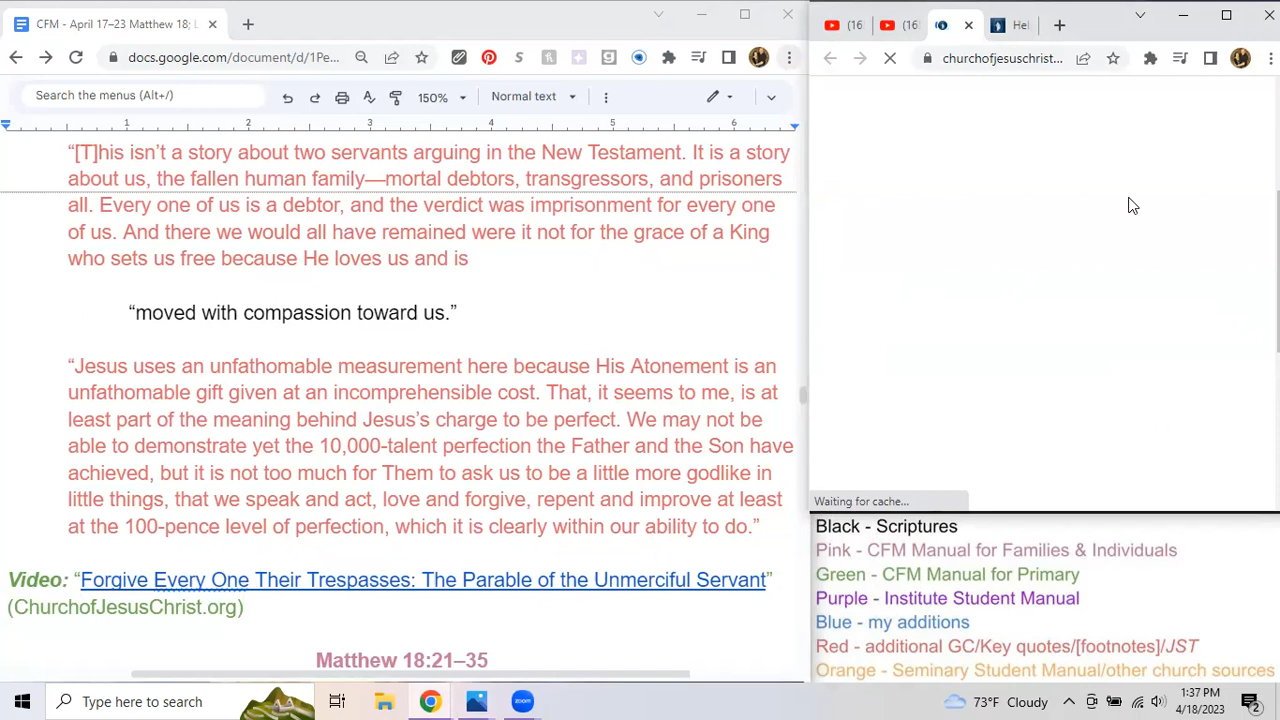 CFM - April 17–23 Matthew 18; L
docs.google.com/document/d/1Pe
Search the menus (Alt+/)
150%
Normal text
1 2 3 4 5 6
“[T]his isn’t a story about two servants arguing in the New Testament. It is a story
about us, the fallen human family—mortal debtors, transgressors, and prisoners
all. Every one of us is a debtor, and the verdict was imprisonment for every one
of us. And there we would all have remained were it not for the grace of a King
who sets us free because He loves us and is
“moved with compassion toward us.”
“Jesus uses an unfathomable measurement here because His Atonement is an
unfathomable gift given at an incomprehensible cost. That, it seems to me, is at
least part of the meaning behind Jesus’s charge to be perfect. We may not be
able to demonstrate yet the 10,000-talent perfection the Father and the Son have
achieved, but it is not too much for Them to ask us to be a little more godlike in
little things, that we speak and act, love and forgive, repent and improve at least
at the 100-pence level of perfection, which it is clearly within our ability to do.”
Video: “Forgive Every One Their Trespasses: The Parable of the Unmerciful Servant”
(ChurchofJesusChrist.org)
Matthew 18:21–35
(16
(16
Hel
churchofjesuschrist...
Waiting for cache...
Black - Scriptures
Pink - CFM Manual for Families & Individuals
Green - CFM Manual for Primary
Purple - Institute Student Manual
Blue - my additions
Red - additional GC/Key quotes/[footnotes]/JST
Orange - Seminary Student Manual/other church sources
Type here to search
zoom
73°F Cloudy
1:37 PM
4/18/2023
2